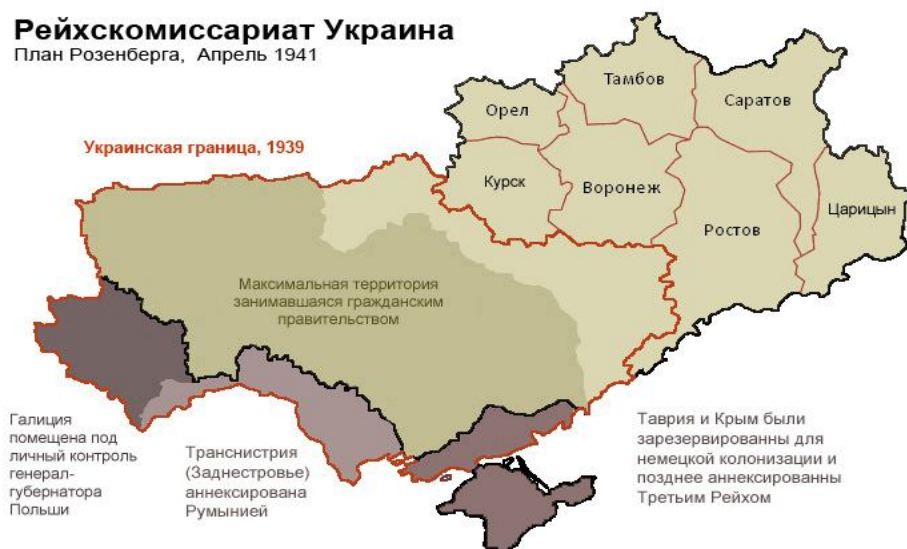 Рейхскомиссариат Украина
План Розенберга, Апрель 1941
Тамбов
Орел
Саратов
Украинская граница, 1939
Курск
Воронеж
Царицын
Ростов
Максимальная территория
занимавшаяся гражданским
правительством
Галиция
помещена под
личный контроль
генерал-
губернатора
Польши
Транснистрия
(Заднестровье)
аннексирована
Румынией
Таврия и Крым были
зарезервированны для
немецкой колонизации и
позднее аннексированны
Третьим Рейхом